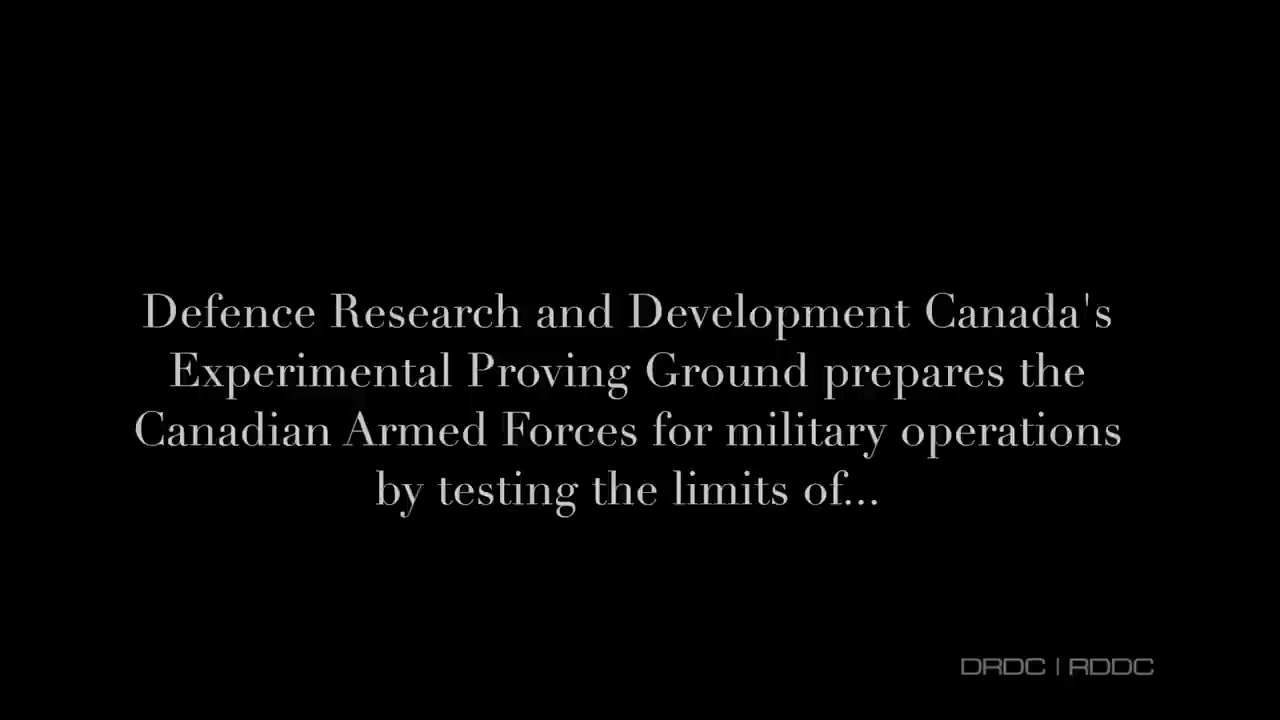 Defence Research and Development Canada's
Experimental Proving Ground prepares the
Canadian Armed Forces for military operations
by testing the limits of...
DRDC | RDDC